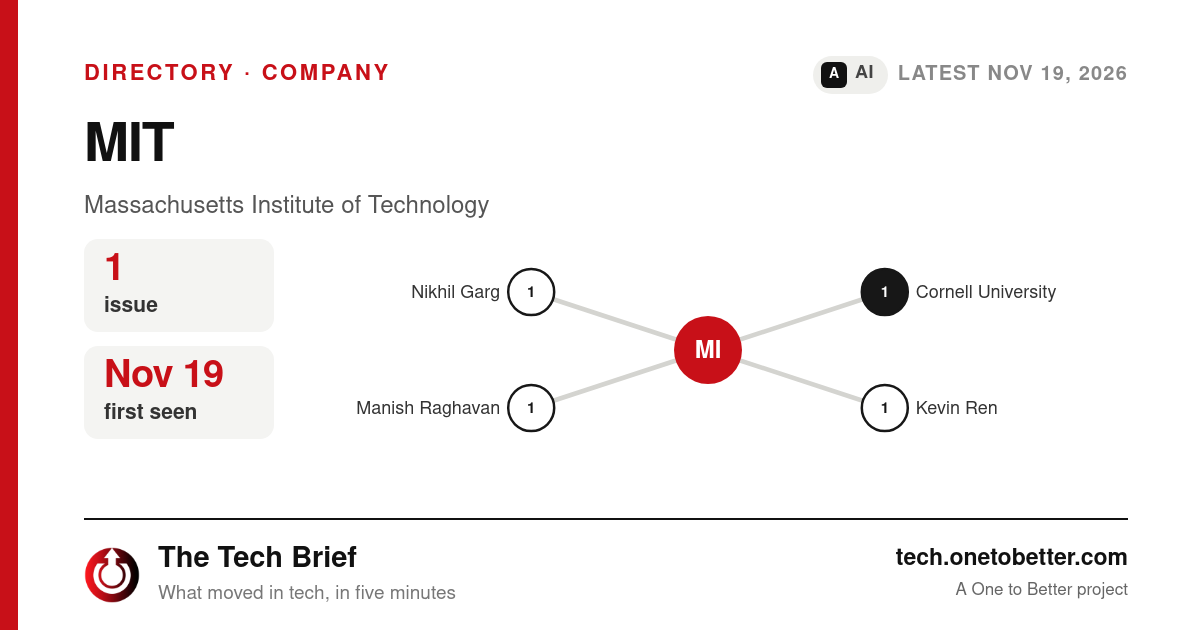 DIRECTORY · COMPANY
A AI LATEST NOV 19, 2026
MIT
Massachusetts Institute of Technology
1
issue
Nov 19
first seen
Nikhil Garg 1
1 Cornell University
MI
Manish Raghavan 1
1 Kevin Ren
The Tech Brief
What moved in tech, in five minutes
tech.onetobetter.com
A One to Better project